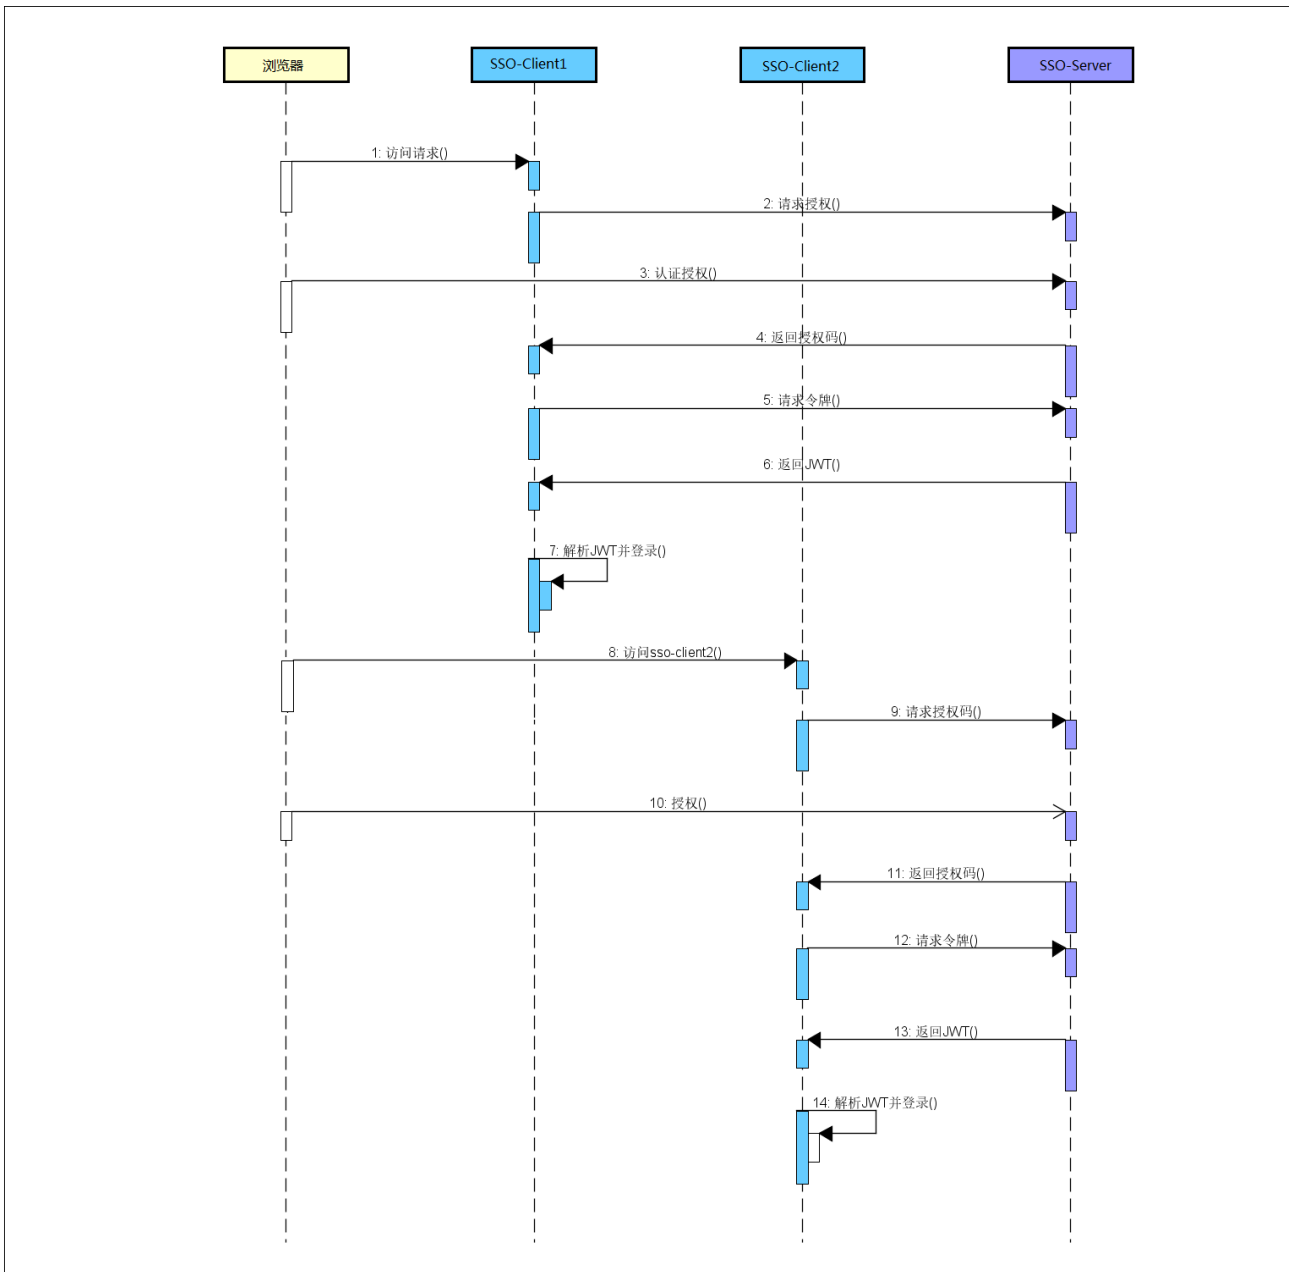 浏览器
SSO-Client1
SSO-Client2
SSO-Server
1: 访问请求()
2: 请求授权()
3: 认证授权()
4: 返回授权码()
5: 请求令牌()
6: 返回JWT()
7: 解析JWT并登录()
8: 访问sso-client2()
9: 请求授权码()
10: 授权()
11: 返回授权码()
12: 请求令牌()
13: 返回JWT()
14: 解析JWT并登录()